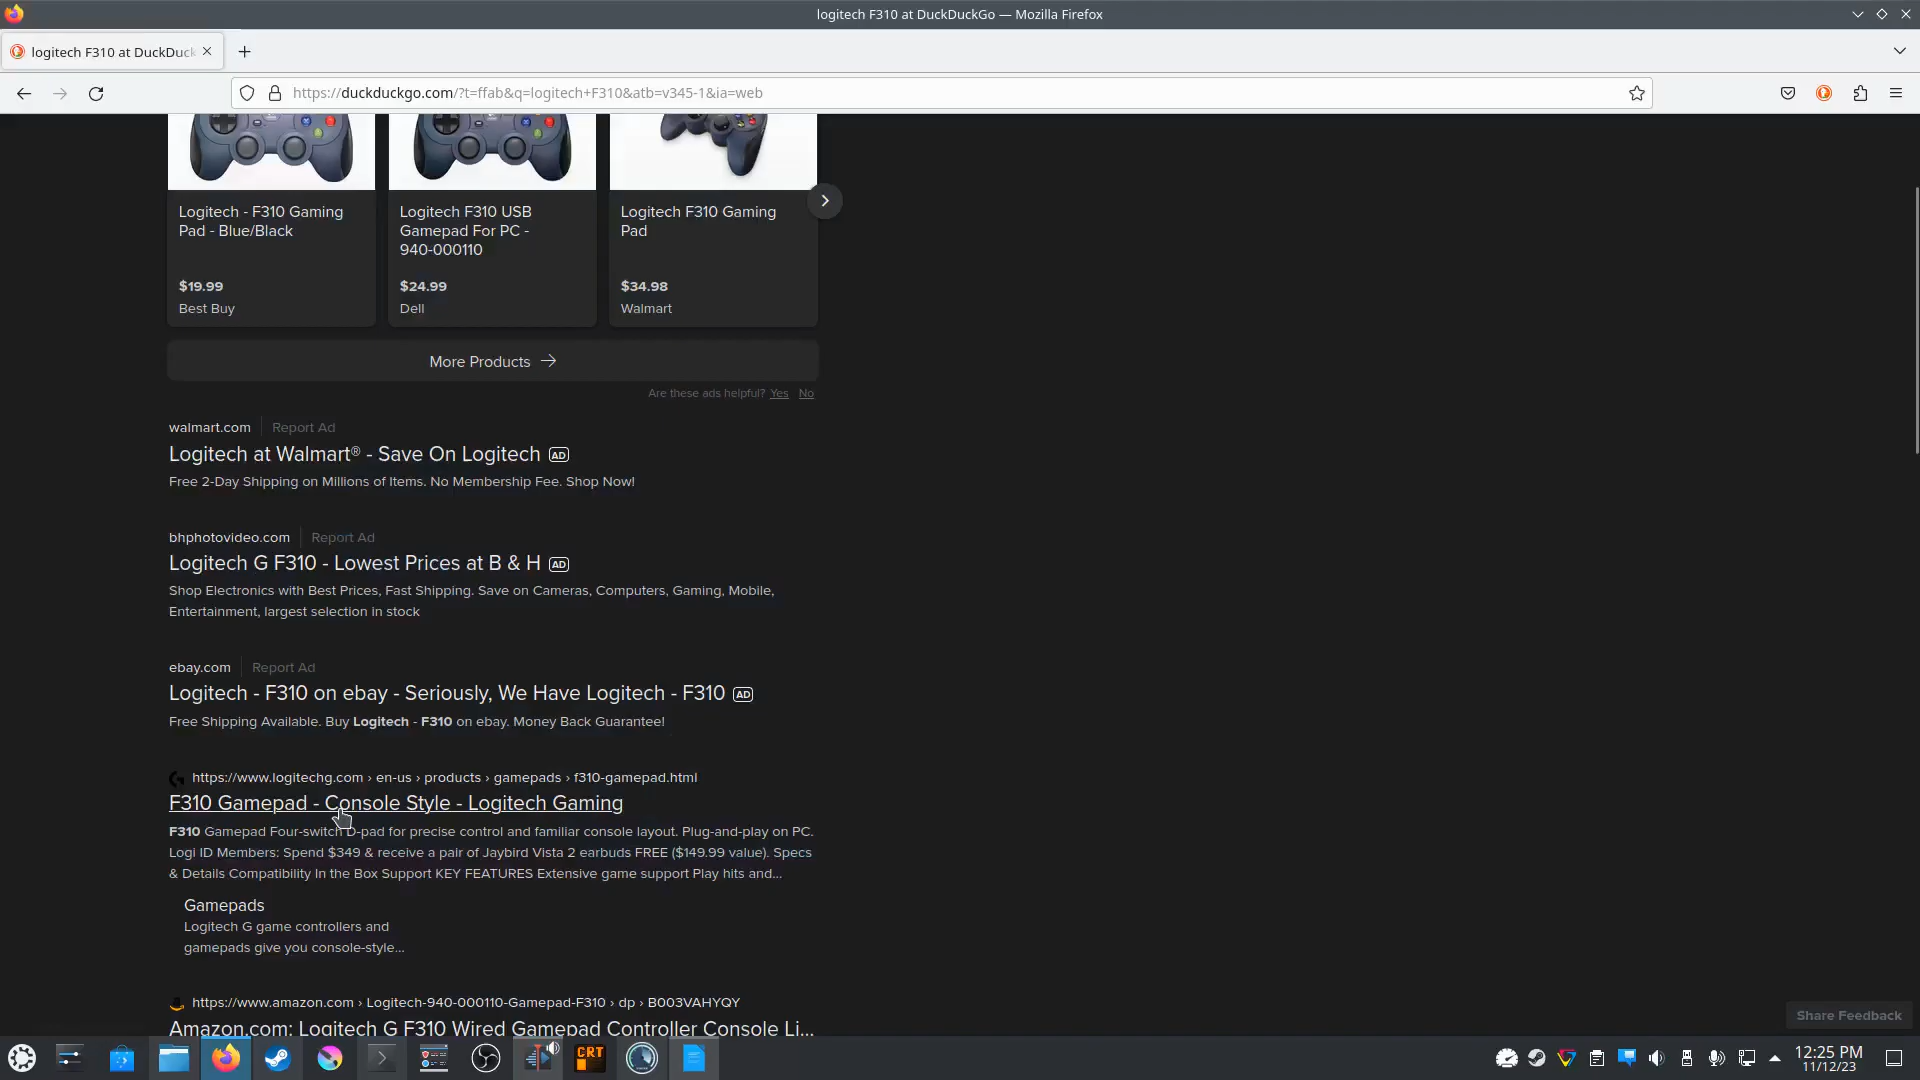 logitech F310 at DuckDuckGo — Mozilla Firefox
logitech F310 at DuckDuck
https://duckduckgo.com/?t=ffab&q=logitech+F310&atb=v345-1&ia=web
Logitech - F310 Gaming
Pad - Blue/Black
$19.99
Best Buy
Logitech F310 USB
Gamepad For PC -
940-000110
$24.99
Dell
Logitech F310 Gaming
Pad
$34.98
Walmart
More Products →
Are these ads helpful? Yes No
walmart.com Report Ad
Logitech at Walmart® - Save On Logitech AD
Free 2-Day Shipping on Millions of Items. No Membership Fee. Shop Now!
bhphotovideo.com Report Ad
Logitech G F310 - Lowest Prices at B & H AD
Shop Electronics with Best Prices, Fast Shipping. Save on Cameras, Computers, Gaming, Mobile,
Entertainment, largest selection in stock
ebay.com Report Ad
Logitech - F310 on ebay - Seriously, We Have Logitech - F310 AD
Free Shipping Available. Buy Logitech - F310 on ebay. Money Back Guarantee!
https://www.logitechg.com › en-us › products › gamepads › f310-gamepad.html
F310 Gamepad - Console Style - Logitech Gaming
F310 Gamepad Four-switch D-pad for precise control and familiar console layout. Plug-and-play on PC.
Logi ID Members: Spend $349 & receive a pair of Jaybird Vista 2 earbuds FREE ($149.99 value). Specs
& Details Compatibility In the Box Support KEY FEATURES Extensive game support Play hits and...
Gamepads
Logitech G game controllers and
gamepads give you console-style...
https://www.amazon.com › Logitech-940-000110-Gamepad-F310 › dp › B003VAHYQY
Amazon.com: Logitech G F310 Wired Gamepad Controller Console Li...
Share Feedback
CRT
12:25 PM
11/12/23